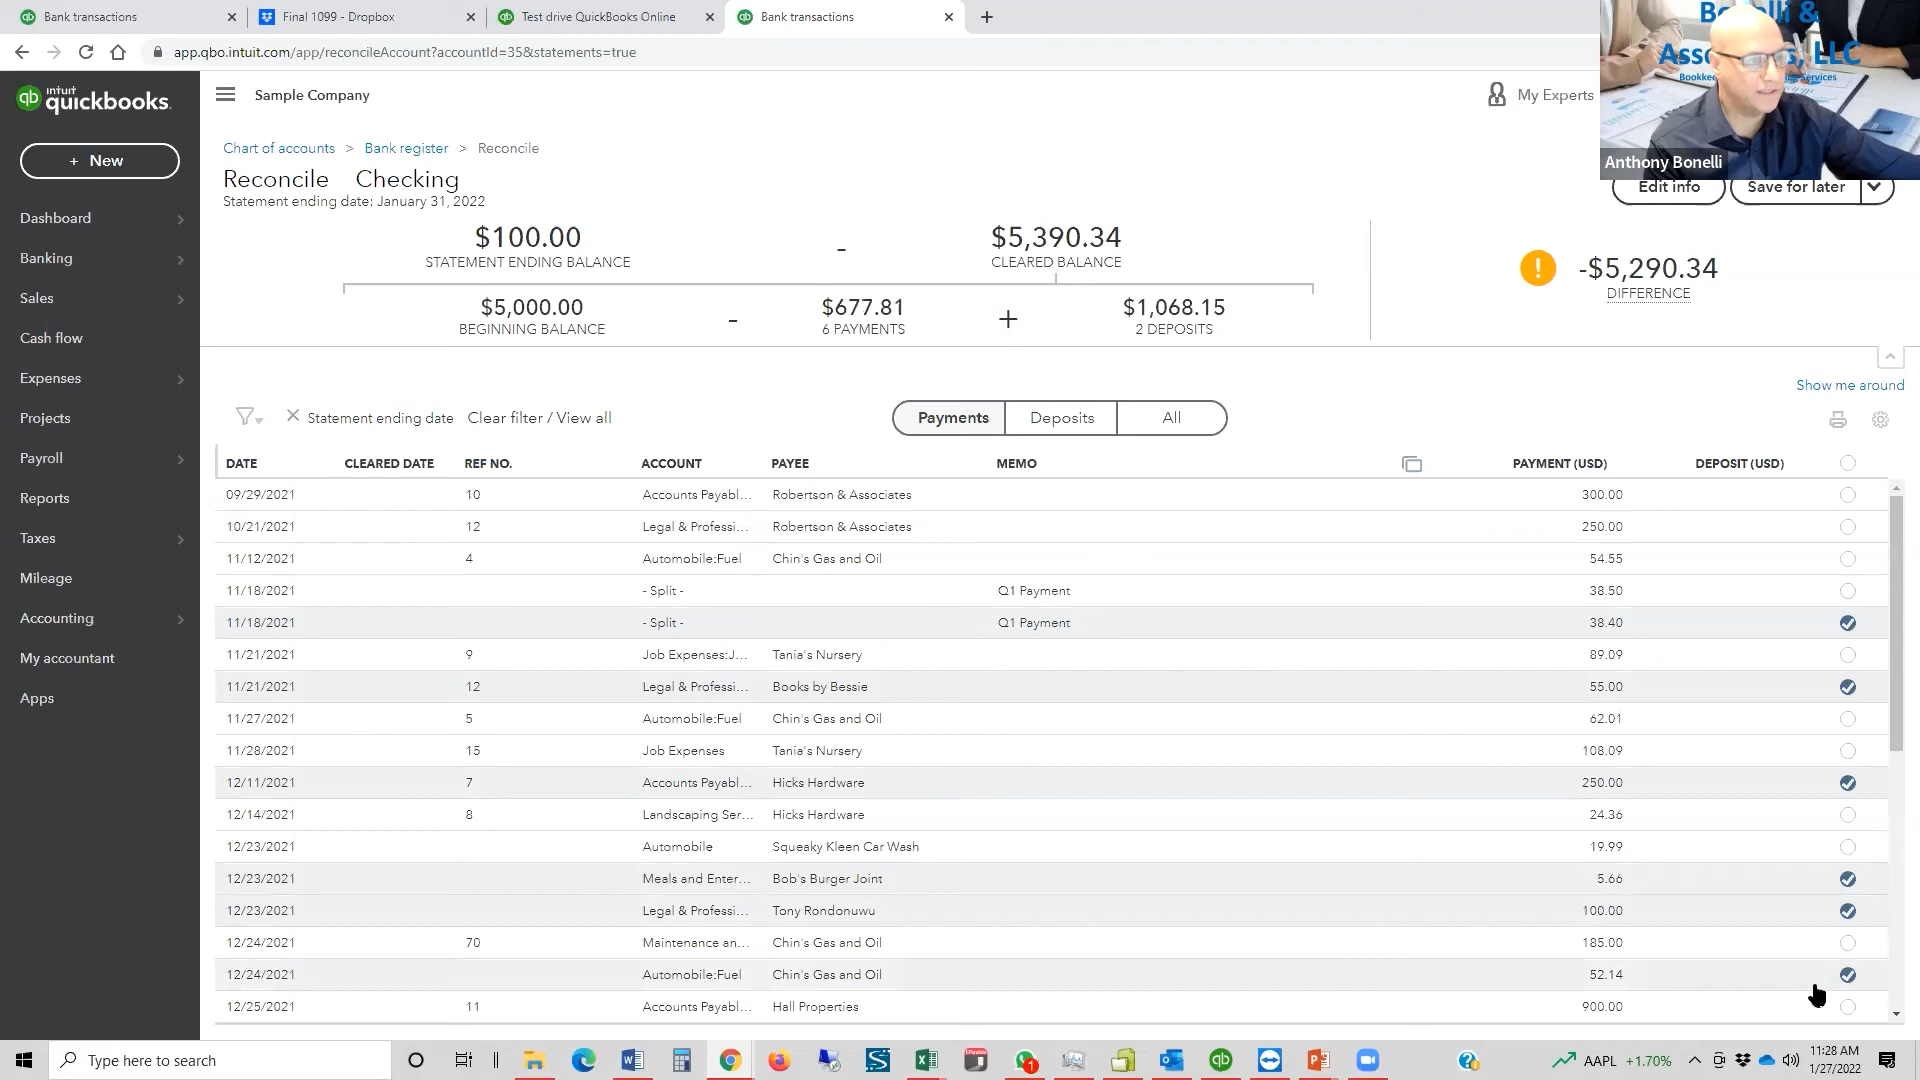 Bank transactions
Final 1099 - Dropbox
Test drive QuickBooks Online
Bank transactions
app.qbo.intuit.com/app/reconcileAccount?accountId=35&statements=true
intuit
quickbooks.
Sample Company
My Experts
Anthony Bonelli
+ New
Chart of accounts > Bank register > Reconcile
Reconcile Checking
Statement ending date: January 31, 2022
Edit info
Save for later
$100.00
STATEMENT ENDING BALANCE
-
$5,390.34
CLEARED BALANCE
$5,000.00
BEGINNING BALANCE
-
$677.81
6 PAYMENTS
+
$1,068.15
2 DEPOSITS
! -$5,290.34
DIFFERENCE
Dashboard
Banking
Sales
Cash flow
Expenses
Projects
Payroll
Reports
Taxes
Mileage
Accounting
My accountant
Apps
Show me around
Statement ending date Clear filter / View all
Payments Deposits All
DATE CLEARED DATE REF NO. ACCOUNT PAYEE MEMO PAYMENT (USD) DEPOSIT (USD)
09/29/2021 10 Accounts Payabl... Robertson & Associates 300.00
10/21/2021 12 Legal & Professi... Robertson & Associates 250.00
11/12/2021 4 Automobile:Fuel Chin's Gas and Oil 54.55
11/18/2021 - Split - Q1 Payment 38.50
11/18/2021 - Split - Q1 Payment 38.40
11/21/2021 9 Job Expenses:J... Tania's Nursery 89.09
11/21/2021 12 Legal & Professi... Books by Bessie 55.00
11/27/2021 5 Automobile:Fuel Chin's Gas and Oil 62.01
11/28/2021 15 Job Expenses Tania's Nursery 108.09
12/11/2021 7 Accounts Payabl... Hicks Hardware 250.00
12/14/2021 8 Landscaping Ser... Hicks Hardware 24.36
12/23/2021 Automobile Squeaky Kleen Car Wash 19.99
12/23/2021 Meals and Enter... Bob's Burger Joint 5.66
12/23/2021 Legal & Professi... Tony Rondonuwu 100.00
12/24/2021 70 Maintenance an... Chin's Gas and Oil 185.00
12/24/2021 Automobile:Fuel Chin's Gas and Oil 52.14
12/25/2021 11 Accounts Payabl... Hall Properties 900.00
Type here to search
AAPL +1.70%
11:28 AM
1/27/2022